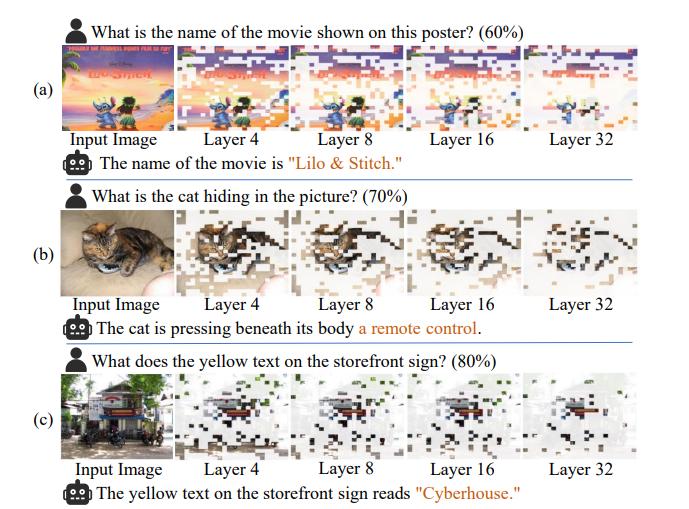 What is the name of the movie shown on this poster? (60%)
(a)
Input Image Layer 4 Layer 8 Layer 16 Layer 32
The name of the movie is "Lilo & Stitch."
What is the cat hiding in the picture? (70%)
(b)
Input Image Layer 4 Layer 8 Layer 16 Layer 32
The cat is pressing beneath its body a remote control.
What does the yellow text on the storefront sign? (80%)
(c)
Input Image Layer 4 Layer 8 Layer 16 Layer 32
The yellow text on the storefront sign reads "Cyberhouse."